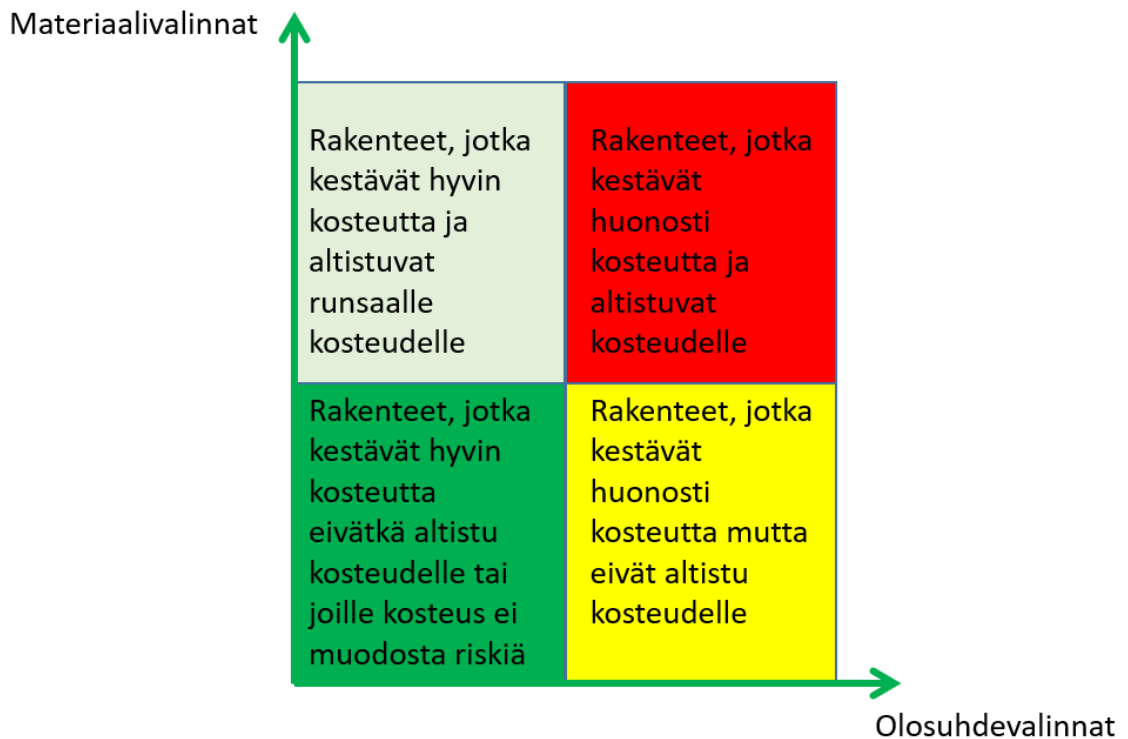 Materiaalivalinnat
Rakenteet, jotka
kestävät hyvin
kosteutta ja
altistuvat
runsaalle
kosteudelle
Rakenteet, jotka
kestävät
huonosti
kosteutta ja
altistuvat
kosteudelle
Rakenteet, jotka
kestävät hyvin
kosteutta
eivätkä altistu
kosteudelle tai
joille kosteus ei
muodosta riskiä
Rakenteet, jotka
kestävät
huonosti
kosteutta mutta
eivät altistu
kosteudelle
Olosuhdevalinnat